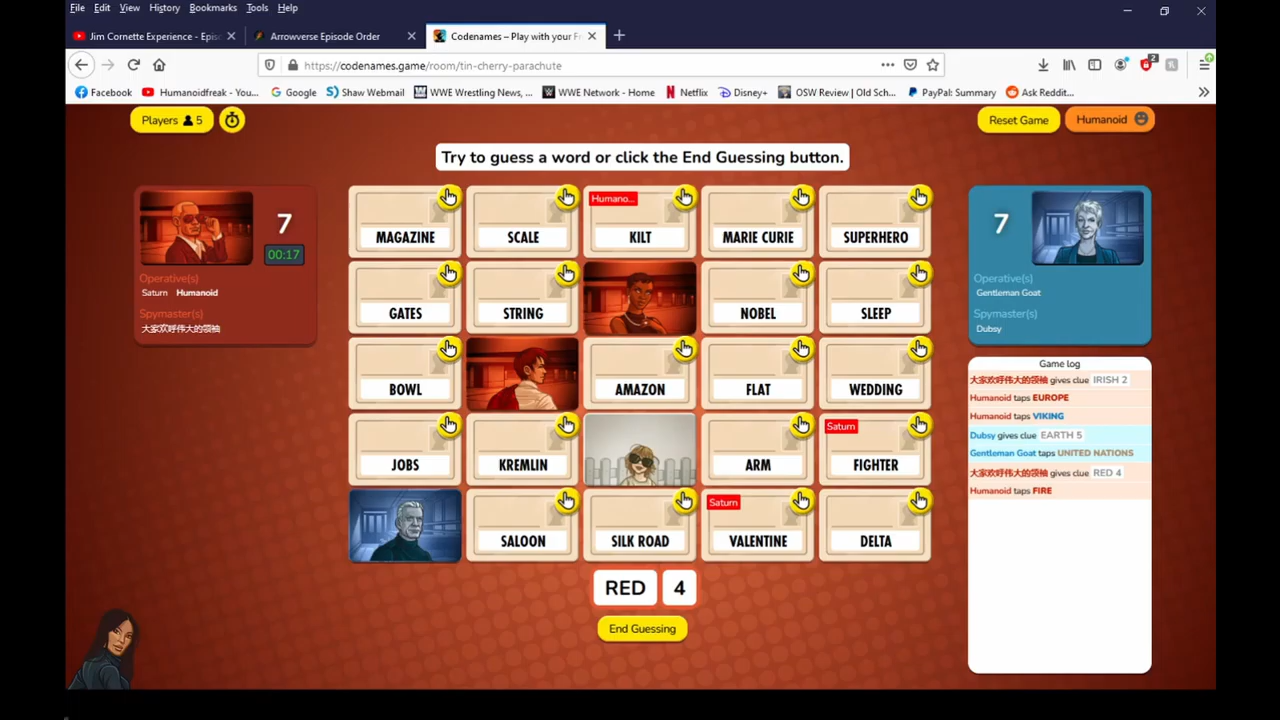 File Edit View History Bookmarks Tools Help
Jim Cornette Experience - Epis
Arrowverse Episode Order
Codenames – Play with your Fr
https://codenames.game/room/tin-cherry-parachute
2
Facebook
Humanoidfreak - You...
Google
Shaw Webmail
WWE Wrestling News, ...
WWE Network - Home
Netflix
Disney+
OSW Review | Old Sch...
PayPal: Summary
Ask Reddit...
Players 5
Reset Game
Humanoid
Try to guess a word or click the End Guessing button.
7
00:17
Operative(s)
Saturn Humanoid
Spymaster(s)
大家欢呼伟大的领袖
MAGAZINE
SCALE
Humano...
KILT
MARIE CURIE
SUPERHERO
GATES
STRING
NOBEL
SLEEP
BOWL
AMAZON
FLAT
WEDDING
JOBS
KREMLIN
ARM
Saturn
FIGHTER
SALOON
SILK ROAD
Saturn
VALENTINE
DELTA
RED 4
End Guessing
7
Operative(s)
Gentleman Goat
Spymaster(s)
Dubsy
Game log
大家欢呼伟大的领袖 gives clue IRISH 2
Humanoid taps EUROPE
Humanoid taps VIKING
Dubsy gives clue EARTH 5
Gentleman Goat taps UNITED NATIONS
大家欢呼伟大的领袖 gives clue RED 4
Humanoid taps FIRE